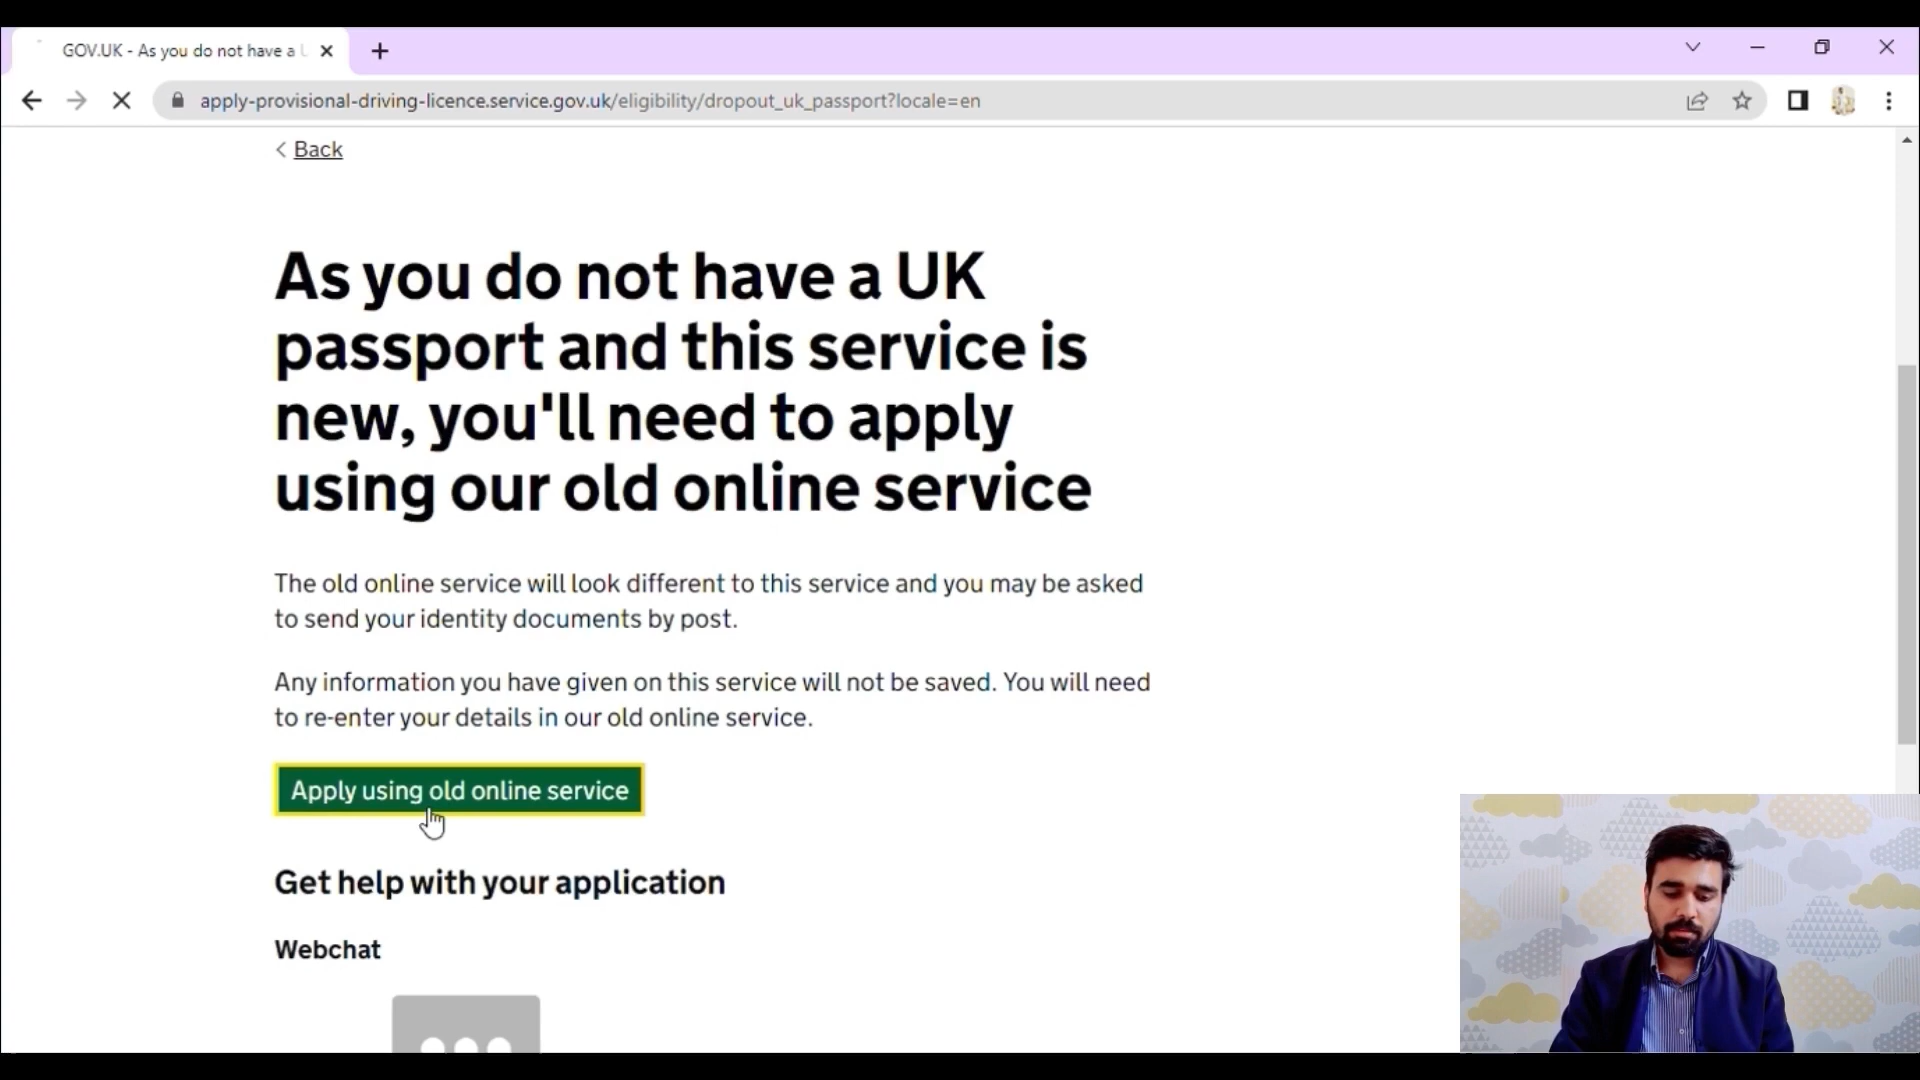 GOV.UK - As you do not have a U
apply-provisional-driving-licence.service.gov.uk/eligibility/dropout_uk_passport?locale=en
Back
As you do not have a UK
passport and this service is
new, you'll need to apply
using our old online service
The old online service will look different to this service and you may be asked
to send your identity documents by post.
Any information you have given on this service will not be saved. You will need
to re-enter your details in our old online service.
Apply using old online service
Get help with your application
Webchat